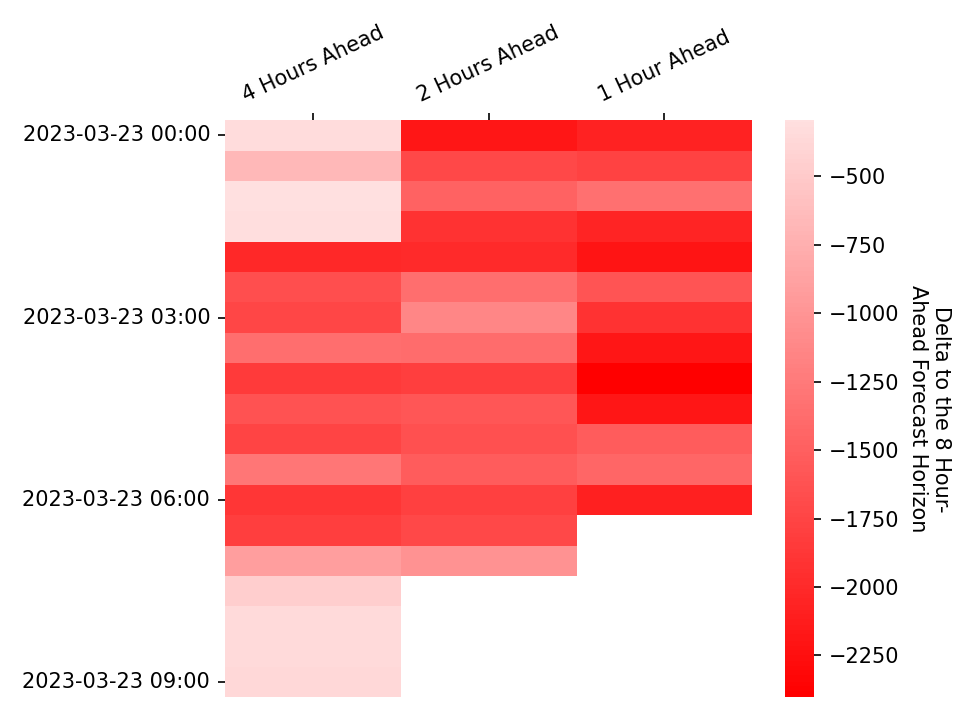 4 Hours Ahead
2 Hours Ahead
1 Hour Ahead
2023-03-23 00:00
2023-03-23 03:00
2023-03-23 06:00
2023-03-23 09:00
−500
−750
−1000
−1250
−1500
−1750
−2000
−2250
Delta to the 8 Hour-
Ahead Forecast Horizon